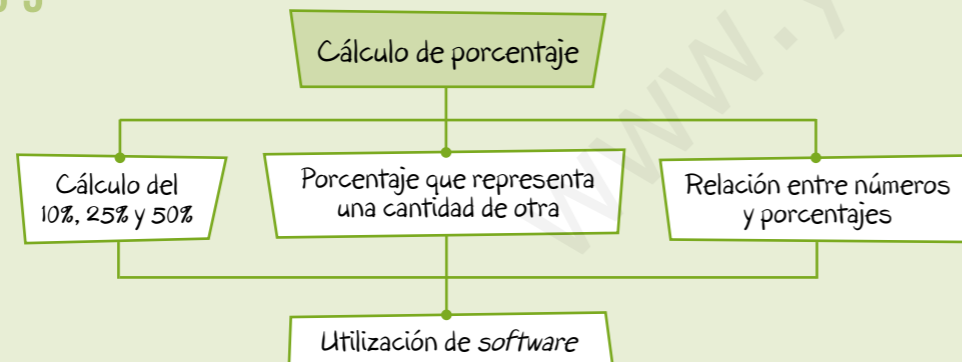 Cálculo de porcentaje
Cálculo del
10%, 25% y 50%
Porcentaje que representa
una cantidad de otra
Relación entre números
y porcentajes
Utilización de software
www.y